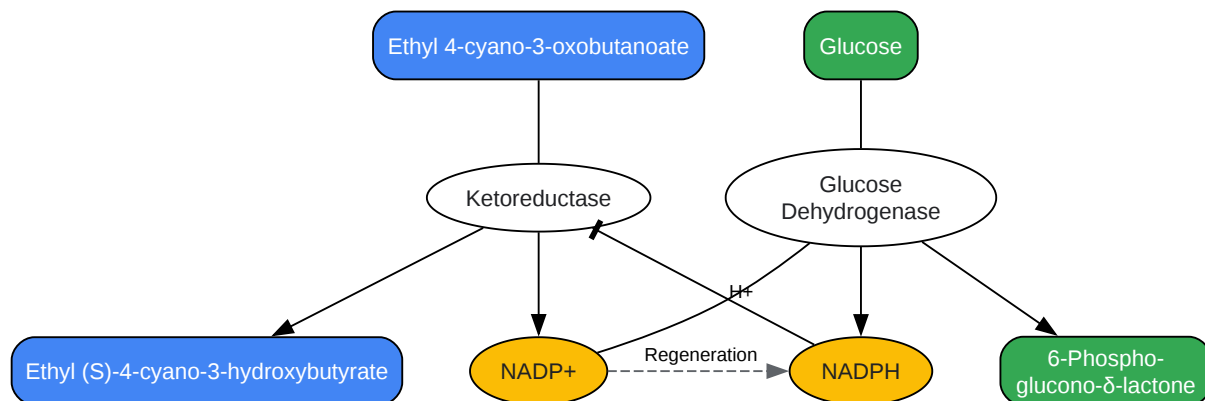 Ethyl 4-cyano-3-oxobutanoate
Glucose
Ketoreductase
Glucose
Dehydrogenase
H+
Regeneration
Ethyl (S)-4-cyano-3-hydroxybutyrate
NADP+
NADPH
6-Phospho-
glucono-δ-lactone